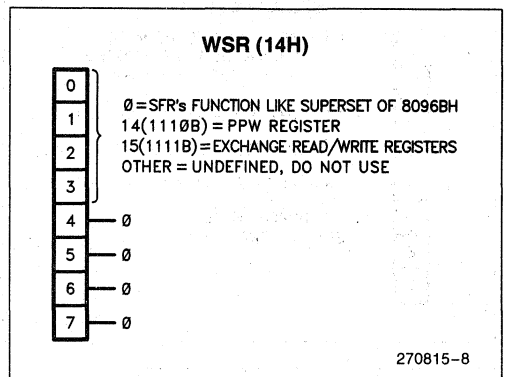 WSR (14H)
0
1
2
3
4
5
6
7
Ø=SFR's FUNCTION LIKE SUPERSET OF 8096BH
14(111ØB)=PPW REGISTER
15(1111B)=EXCHANGE READ/WRITE REGISTERS
OTHER=UNDEFINED, DO NOT USE
Ø
Ø
Ø
Ø
270815-8